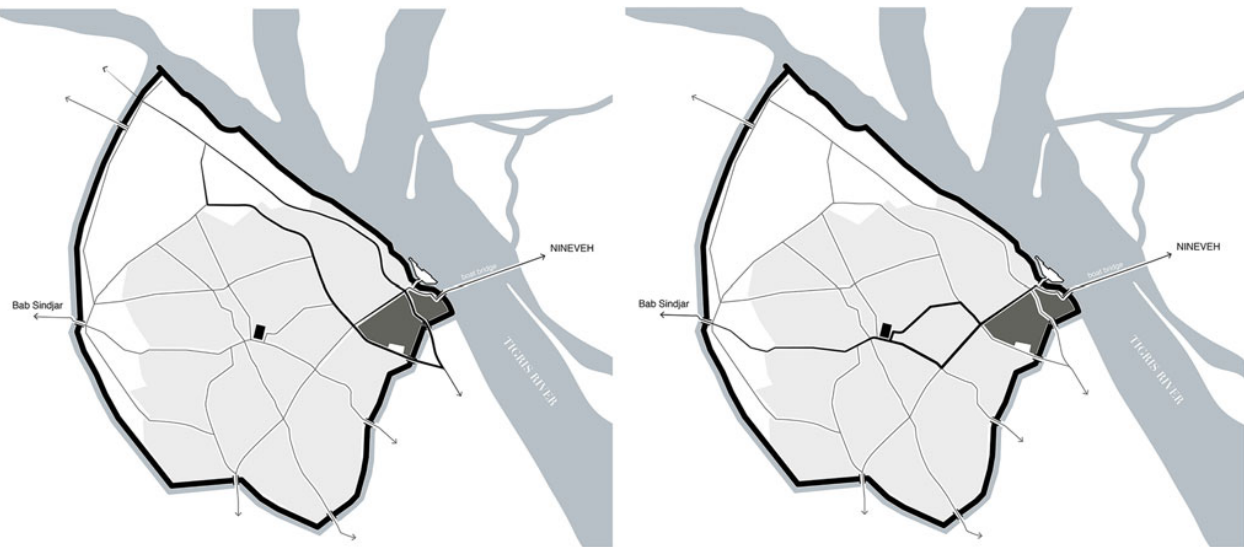 NINEVEH
boat bridge
Bab Sindjar
TIGRIS RIVER
NINEVEH
boat bridge
Bab Sindjar
TIGRIS RIVER